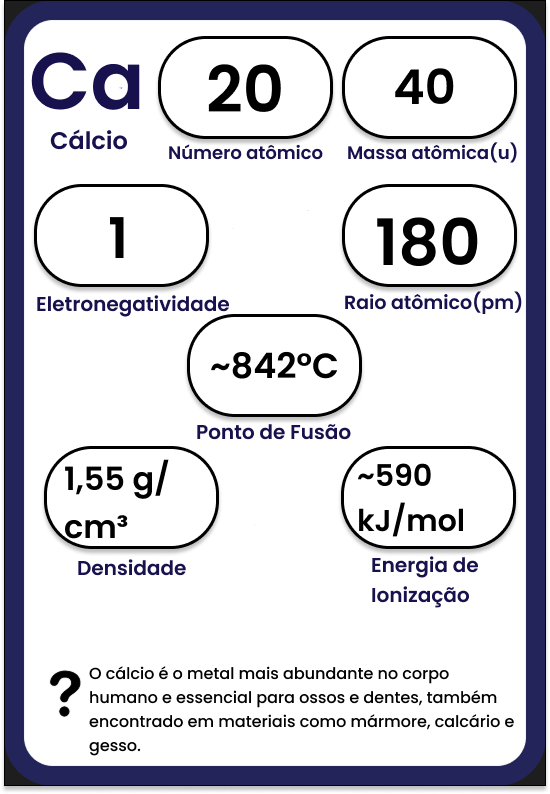 Ca
Cálcio
20
Número atômico
40
Massa atômica(u)
1
Eletronegatividade
180
Raio atômico(pm)
~842°C
Ponto de Fusão
1,55 g/
cm³
Densidade
~590
kJ/mol
Energia de
Ionização
?
O cálcio é o metal mais abundante no corpo
humano e essencial para ossos e dentes, também
encontrado em materiais como mármore, calcário e
gesso.